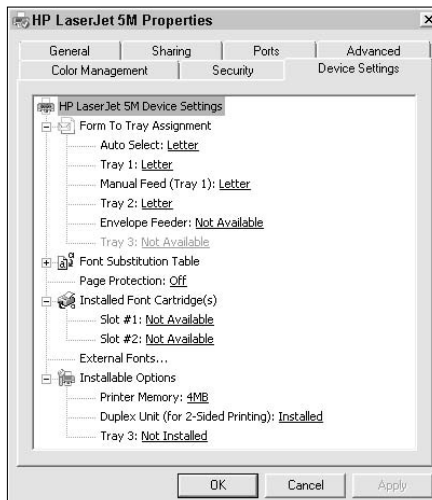 HP LaserJet 5M Properties
General Sharing Ports Advanced
Color Management Security Device Settings
HP LaserJet 5M Device Settings
Form To Tray Assignment
Auto Select: Letter
Tray 1: Letter
Manual Feed (Tray 1): Letter
Tray 2: Letter
Envelope Feeder: Not Available
Tray 3: Not Available
Font Substitution Table
Page Protection: Off
Installed Font Cartridge(s)
Slot #1: Not Available
Slot #2: Not Available
External Fonts...
Installable Options
Printer Memory: 4MB
Duplex Unit (for 2-Sided Printing): Installed
Tray 3: Not Installed
OK Cancel Apply